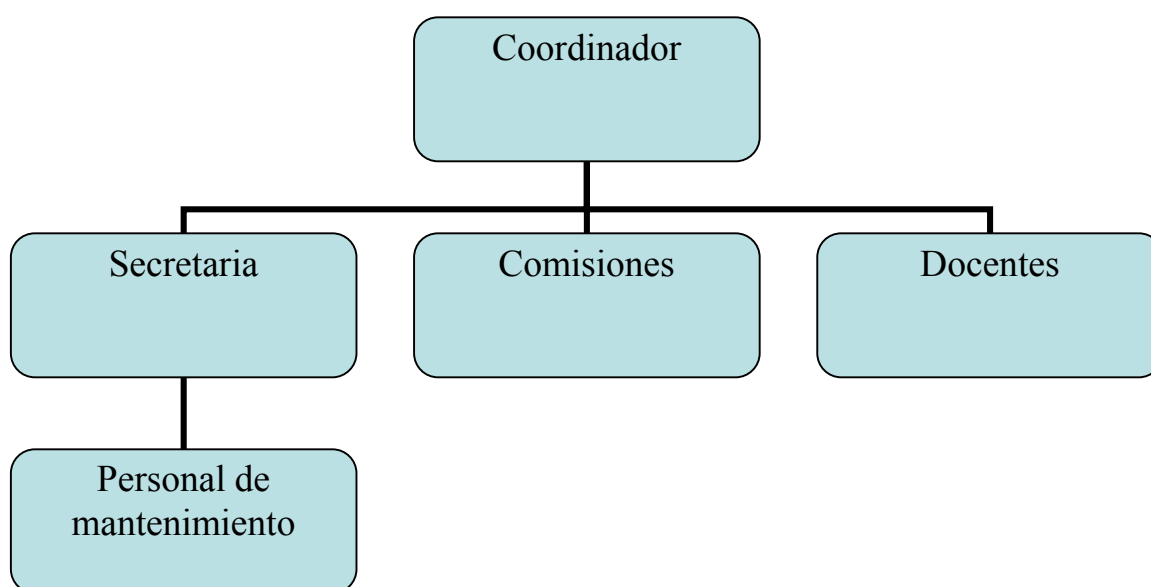 Coordinador
Secretaria
Comisiones
Docentes
Personal de
mantenimiento